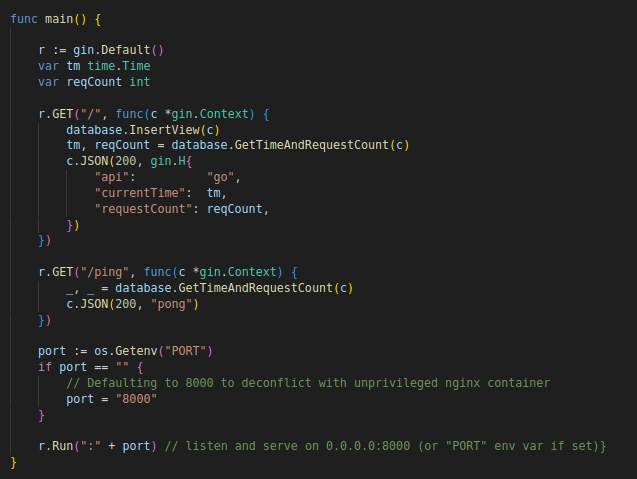 func main() {
r := gin.Default()
var tm time.Time
var reqCount int
r.GET("/", func(c *gin.Context) {
database.InsertView(c)
tm, reqCount = database.GetTimeAndRequestCount(c)
c.JSON(200, gin.H{
"api": "go",
"currentTime": tm,
"requestCount": reqCount,
})
})
r.GET("/ping", func(c *gin.Context) {
_, _ = database.GetTimeAndRequestCount(c)
c.JSON(200, "pong")
})
port := os.Getenv("PORT")
if port == "" {
// Defaulting to 8000 to deconflict with unprivileged nginx container
port = "8000"
}
r.Run(":" + port) // listen and serve on 0.0.0.0:8000 (or "PORT" env var if set)}
}